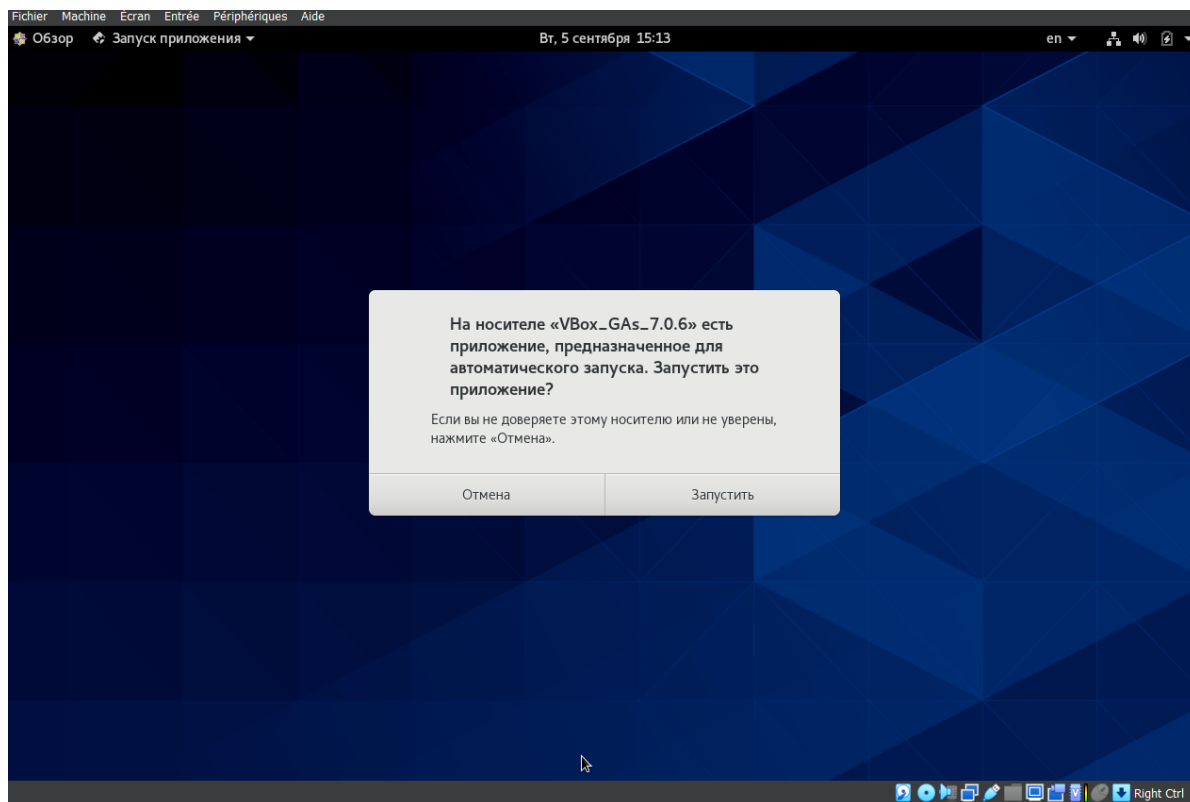 Fichier Machine Écran Entrée Périphériques Aide
Обзор Запуск приложения Вт, 5 сентября 15:13 en
На носителе «VBox_GAs_7.0.6» есть
приложение, предназначенное для
автоматического запуска. Запустить это
приложение?
Если вы не доверяете этому носителю или не уверены,
нажмите «Отмена».
Отмена Запустить
Right Ctrl